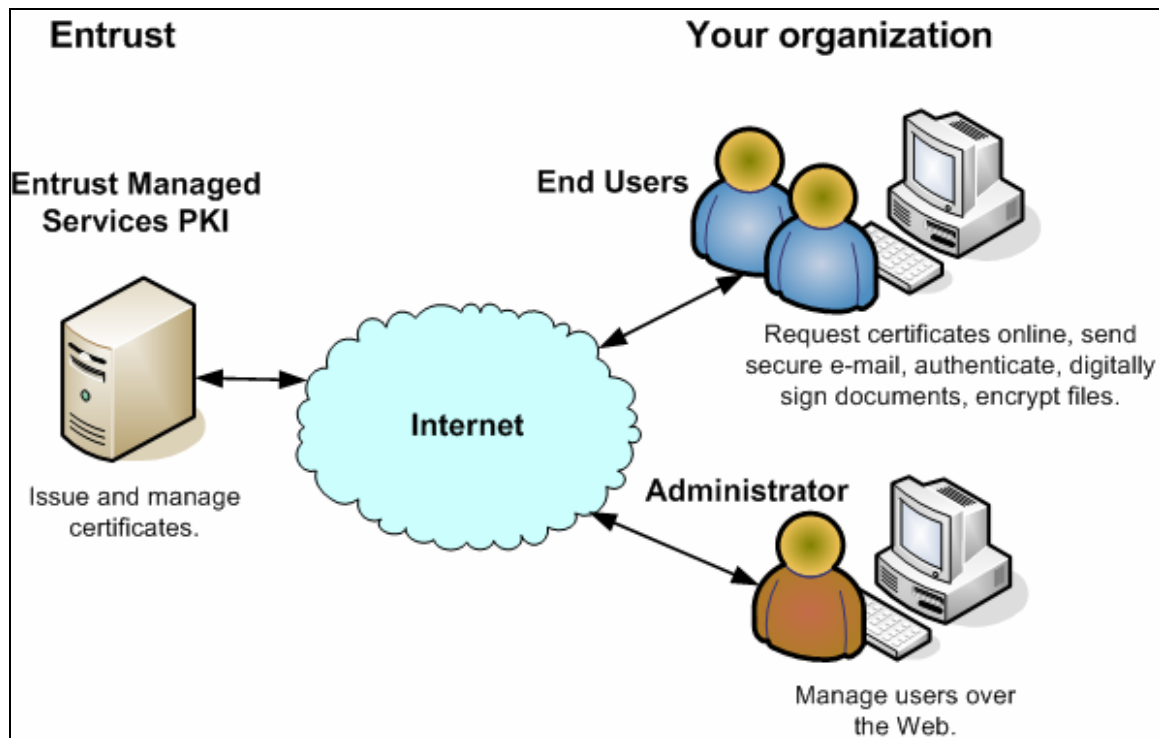 Entrust
Your organization
Entrust Managed
Services PKI
Issue and manage
certificates.
Internet
End Users
Request certificates online, send
secure e-mail, authenticate, digitally
sign documents, encrypt files.
Administrator
Manage users over
the Web.